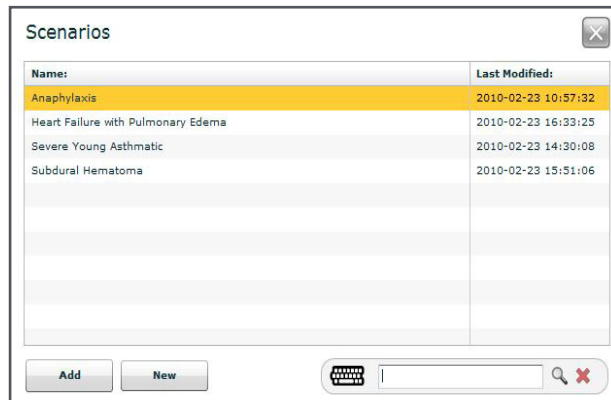 Scenarios
Name: Last Modified:
Anaphylaxis 2010-02-23 10:57:32
Heart Failure with Pulmonary Edema 2010-02-23 16:33:25
Severe Young Asthmatic 2010-02-23 14:30:08
Subdural Hematoma 2010-02-23 15:51:06
Add New